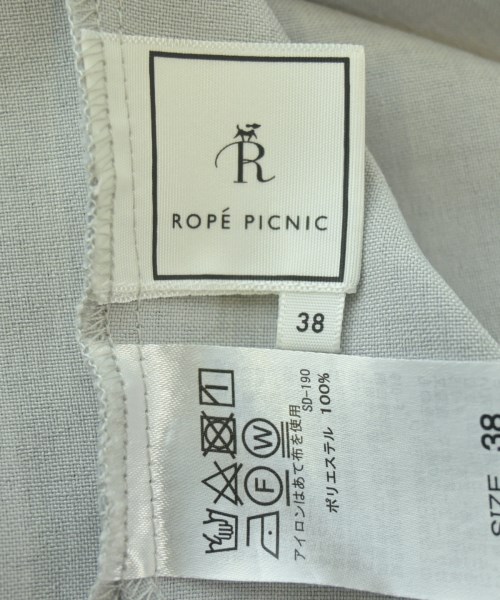 R
ROPÉ PICNIC
38
W
F
アイロンはあて布を使用
SD-190
ポリエステル 100%
SIZE 38